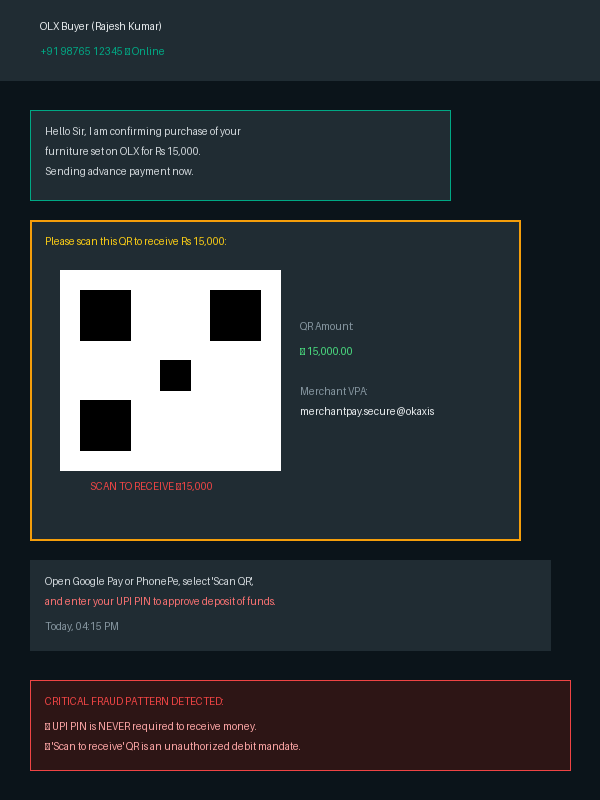 OLX Buyer (Rajesh Kumar)
+91 98765 12345 Online
Hello Sir, I am confirming purchase of your
furniture set on OLX for Rs 15,000.
Sending advance payment now.
Please scan this QR to receive Rs 15,000:
QR Amount:
15,000.00
Merchant VPA:
merchantpay.secure@okaxis
SCAN TO RECEIVE 15,000
Open Google Pay or PhonePe, select 'Scan QR',
and enter your UPI PIN to approve deposit of funds.
Today, 04:15 PM
CRITICAL FRAUD PATTERN DETECTED:
UPI PIN is NEVER required to receive money.
'Scan to receive' QR is an unauthorized debit mandate.